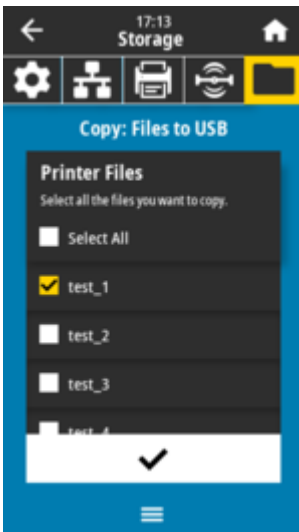 17:13
Storage
Copy: Files to USB
Printer Files
Select all the files you want to copy.
Select All
test_1
test_2
test_3
test_4